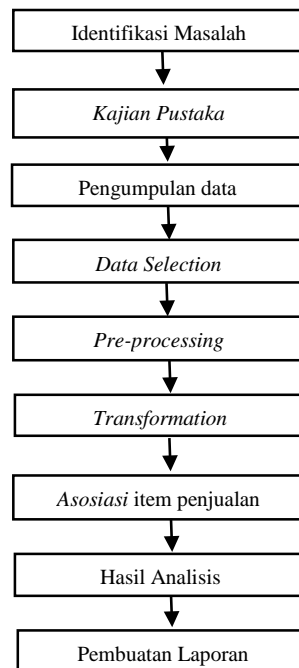 Identifikasi Masalah
Kajian Pustaka
Pengumpulan data
Data Selection
Pre-processing
Transformation
Asosiasi item penjualan
Hasil Analisis
Pembuatan Laporan